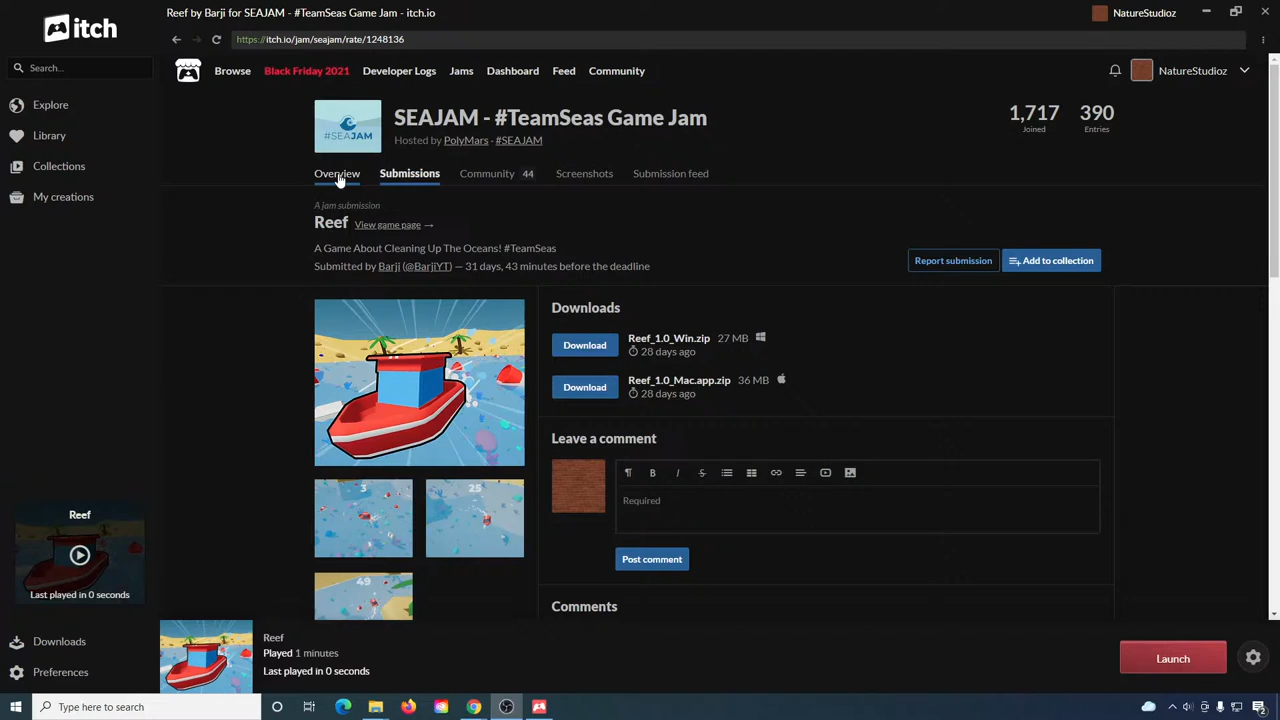 itch
Reef by Barji for SEAJAM - #TeamSeas Game Jam - itch.io
NatureStudioz
https://itch.io/jam/seajam/rate/1248136
Search...
Browse
Black Friday 2021
Developer Logs
Jams
Dashboard
Feed
Community
NatureStudioz
Explore
Library
Collections
My creations
#SEAJAM
SEAJAM - #TeamSeas Game Jam
Hosted by PolyMars · #SEAJAM
1,717
Joined
390
Entries
Overview
Submissions
Community 44
Screenshots
Submission feed
A jam submission
Reef View game page →
A Game About Cleaning Up The Oceans! #TeamSeas
Submitted by Barji (@BarjiYT) — 31 days, 43 minutes before the deadline
Report submission
Add to collection
Downloads
Download
Reef_1.0_Win.zip 27 MB
28 days ago
Download
Reef_1.0_Mac.app.zip 36 MB
28 days ago
Leave a comment
Required
Post comment
Comments
3
25
49
Reef
Last played in 0 seconds
Downloads
Preferences
Reef
Played 1 minutes
Last played in 0 seconds
Launch
Type here to search
2